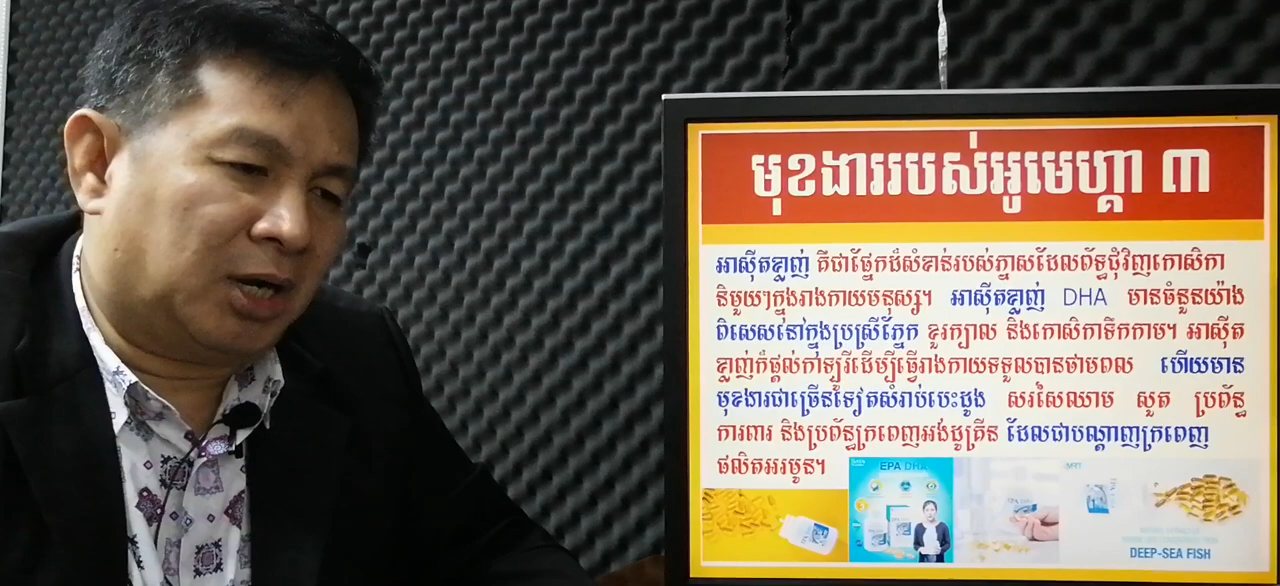 មុខងាររបស់អូមេហ្គា ៣
អាស៊ីតខ្លាញ់ គឺជាផ្នែកដ៏សំខាន់របស់ភ្នាសដែលព័ទ្ធជុំវិញកោសិកា
និមួយៗក្នុងរាងកាយមនុស្ស។ អាស៊ីតខ្លាញ់ DHA មានចំនួនយ៉ាង
ពិសេសនៅក្នុងប្រស្រីភ្នែក ខួរក្បាល និងកោសិកាទឹកកាម។ អាស៊ីត
ខ្លាញ់ក៏ផ្តល់កាឡូរីដើម្បីធ្វើរាងកាយទទួលបានថាមពល ហើយមាន
មុខងារជាច្រើនទៀតសំរាប់បេះដូង សរសៃឈាម សួត ប្រព័ន្ធ
ការពារ និងប្រព័ន្ធក្រពេញអង់ដូគ្រីន ដែលជាបណ្តាញក្រពេញ
ផលិតអរម៉ូន។
EPA DHA
DEEP-SEA FISH